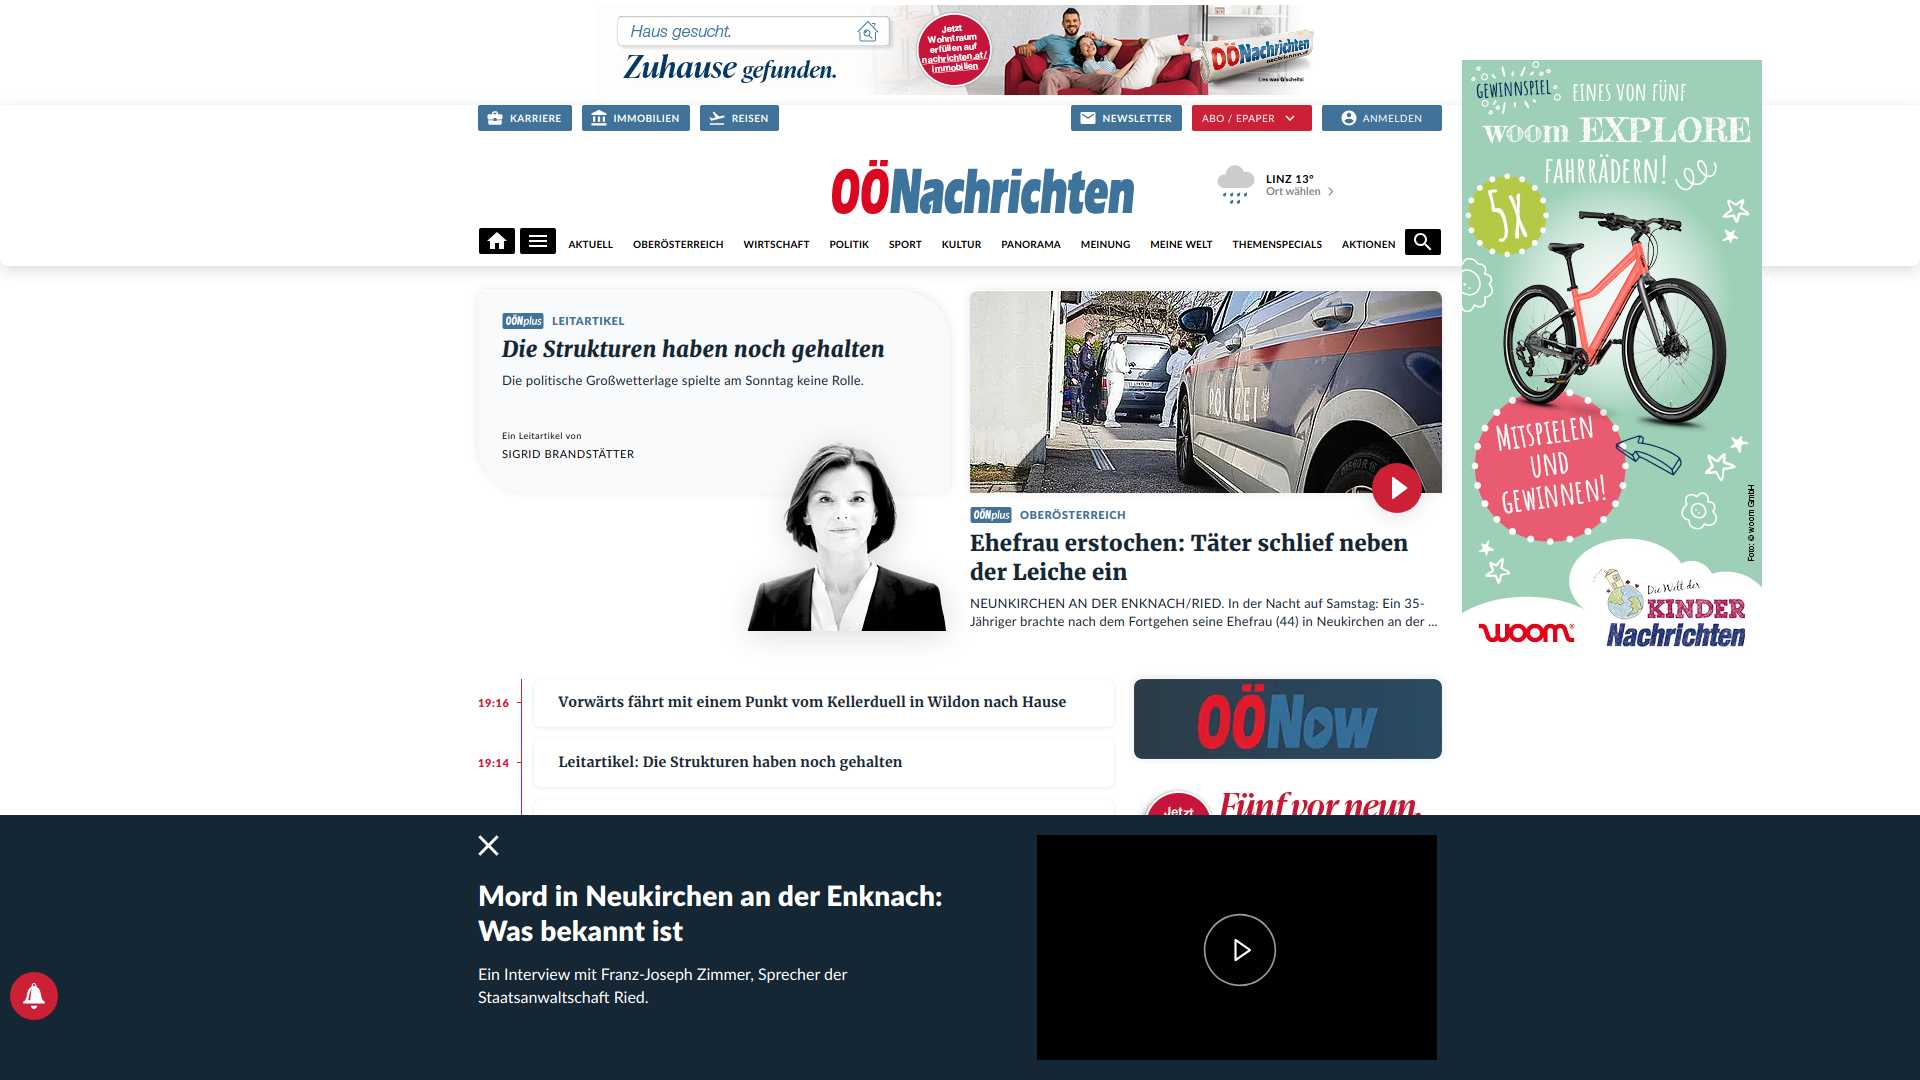 Haus gesucht.
Zuhause gefunden.
Jetzt
Wohntraum
erfüllen auf
nachrichten.at/
immobilien
OÖNachrichten
Lies was G'scheits!
KARRIERE
IMMOBILIEN
REISEN
NEWSLETTER
ABO / EPAPER
ANMELDEN
OÖNachrichten
LINZ 13°
Ort wählen
AKTUELL
OBERÖSTERREICH
WIRTSCHAFT
POLITIK
SPORT
KULTUR
PANORAMA
MEINUNG
MEINE WELT
THEMENSPECIALS
AKTIONEN
GEWINNSPIEL
EINES VON FÜNF
woom EXPLORE
FAHRRÄDERN!
5X
MITSPIELEN
UND
GEWINNEN!
Foto: © woom GmbH
woom
Die Welt der
KINDER
Nachrichten
OÖNplus LEITARTIKEL
Die Strukturen haben noch gehalten
Die politische Großwetterlage spielte am Sonntag keine Rolle.
Ein Leitartikel von
SIGRID BRANDSTÄTTER
POLIZEI
OÖNplus OBERÖSTERREICH
Ehefrau erstochen: Täter schlief neben
der Leiche ein
NEUNKIRCHEN AN DER ENKNACH/RIED. In der Nacht auf Samstag: Ein 35-
Jähriger brachte nach dem Fortgehen seine Ehefrau (44) in Neukirchen an der ...
19:16 Vorwärts fährt mit einem Punkt vom Kellerduell in Wildon nach Hause
19:14 Leitartikel: Die Strukturen haben noch gehalten
OÖNow
Jetzt
Fünf vor neun.
Mord in Neukirchen an der Enknach:
Was bekannt ist
Ein Interview mit Franz-Joseph Zimmer, Sprecher der
Staatsanwaltschaft Ried.